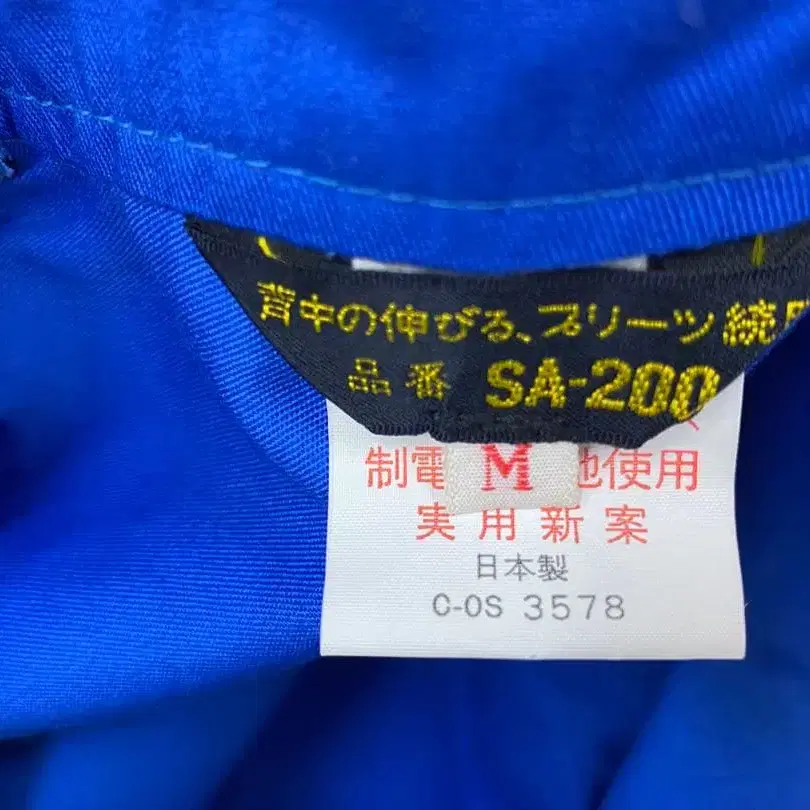 背中の伸びる、プリーツ続
品番 SA-200
M
制電 地使用
実用新案
日本製
C-OS 3578